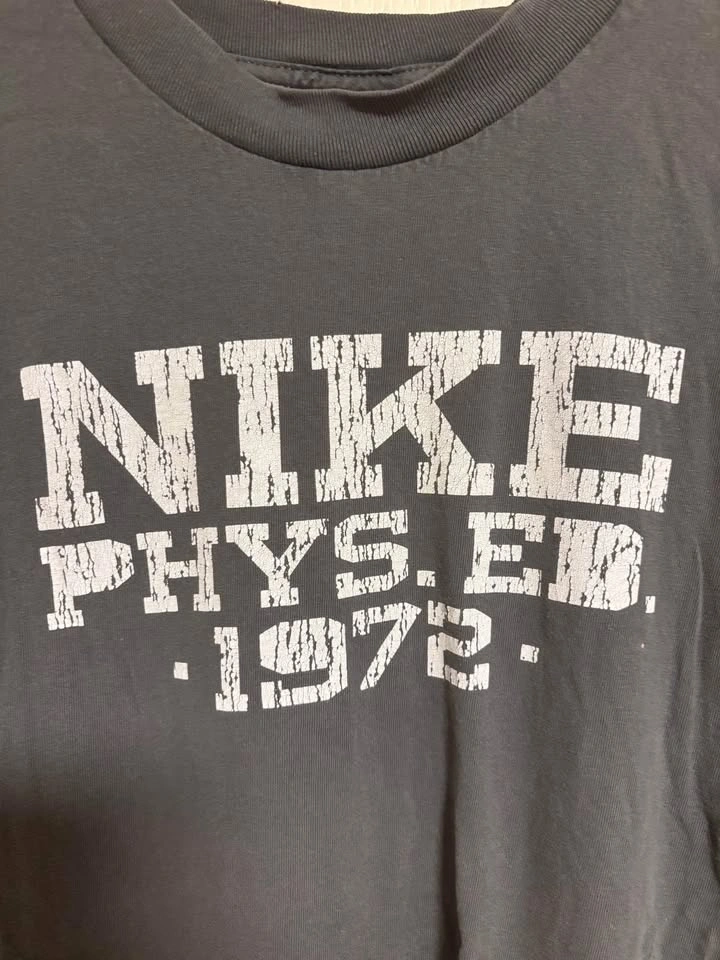 NIKE
PHYS. ED.
· 1972 ·